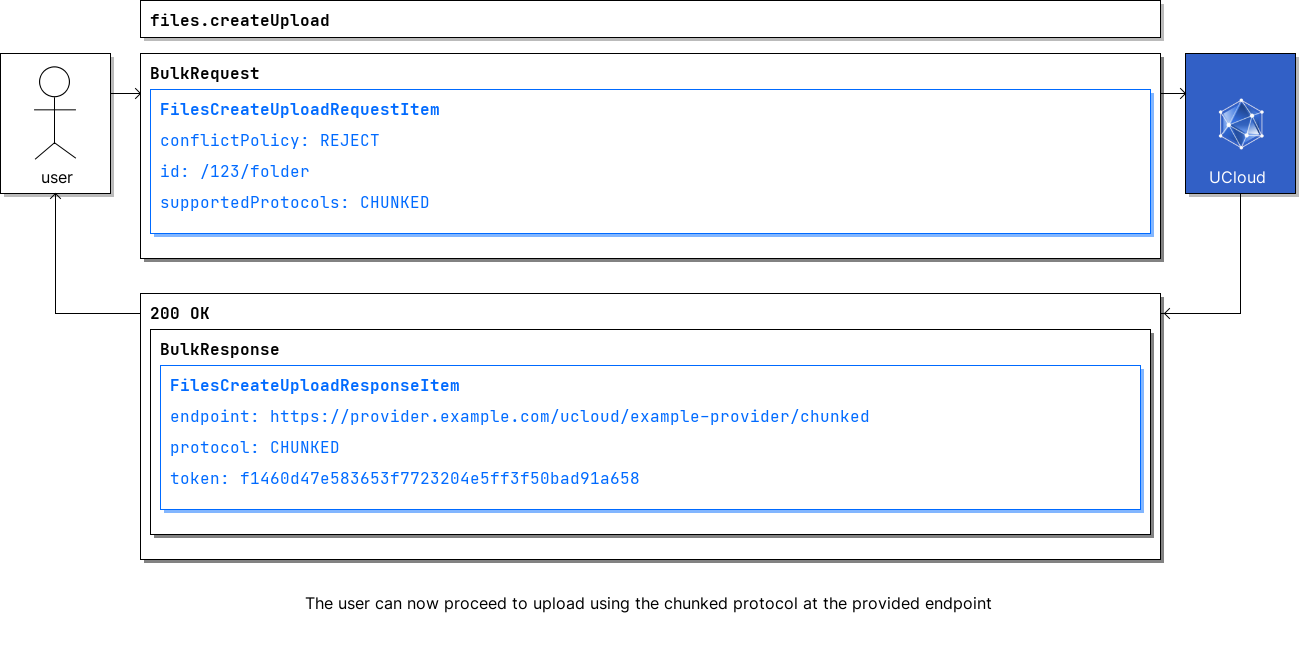 files.createUpload
BulkRequest
FilesCreateUploadRequestItem
conflictPolicy: REJECT
id: /123/folder
supportedProtocols: CHUNKED
user
UCloud
200 OK
BulkResponse
FilesCreateUploadResponseItem
endpoint: https://provider.example.com/ucloud/example-provider/chunked
protocol: CHUNKED
token: f1460d47e583653f7723204e5ff3f50bad91a658
The user can now proceed to upload using the chunked protocol at the provided endpoint